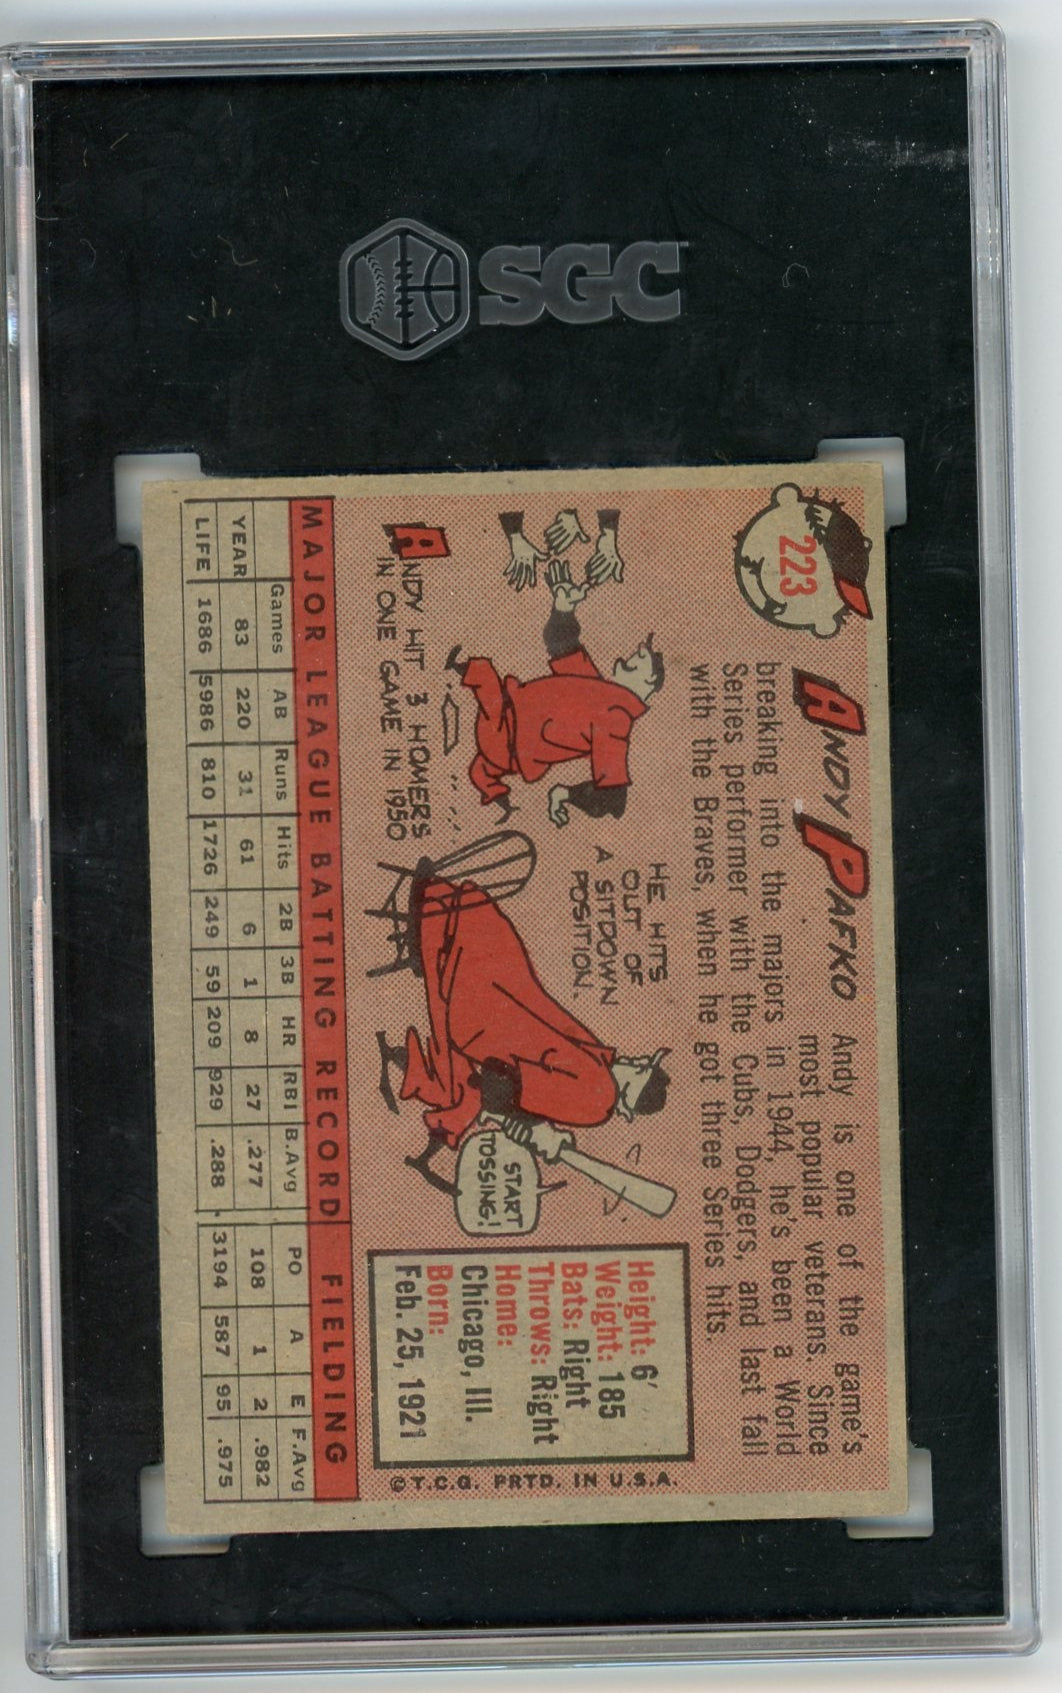 SGC
223
ANDY PAFKO
Andy is one of the game's
most popular veterans. Since
breaking into the majors in 1944, he's been a World
Series performer with the Cubs, Dodgers, and last fall
with the Braves, when he got three Series hits.
HE HITS
OUT OF
A SITDOWN
POSITION.
START
TOSSING!
ANDY HIT 3 HOMERS
IN ONE GAME IN 1950
Height: 6'
Weight: 185
Bats: Right
Throws: Right
Home:
Chicago, Ill.
Born:
Feb. 25, 1921
© T.C.G. PRTD. IN U.S.A.
MAJOR LEAGUE BATTING RECORD FIELDING
Games AB Runs Hits 2B 3B HR RBI B.Avg PO A E F.Avg
YEAR 83 220 31 61 6 1 8 27 .277 108 1 2 .982
LIFE 1686 5986 810 1726 249 59 209 929 .288 3194 587 95 .975